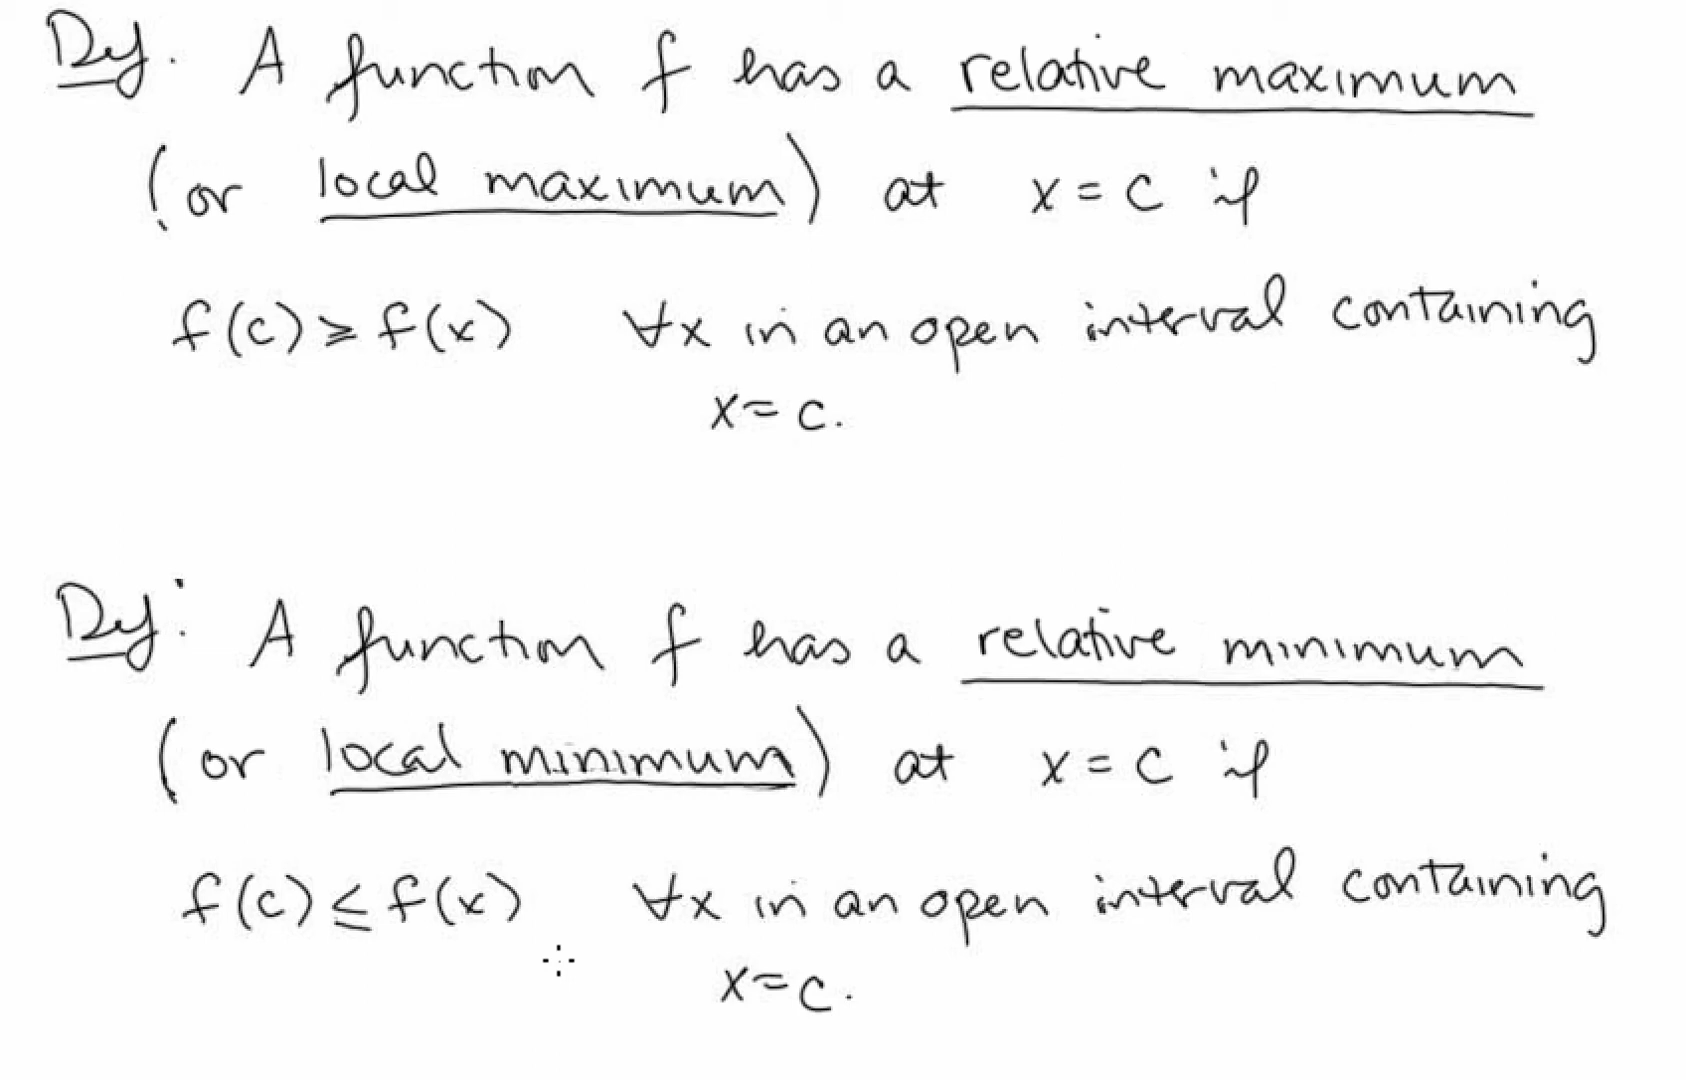 Def. A function f has a relative maximum
(or local maximum) at x = c if
f(c) ≥ f(x) ∀x in an open interval containing
x = c.
Def: A function f has a relative minimum
(or local minimum) at x = c if
f(c) ≤ f(x) ∀x in an open interval containing
x = c.